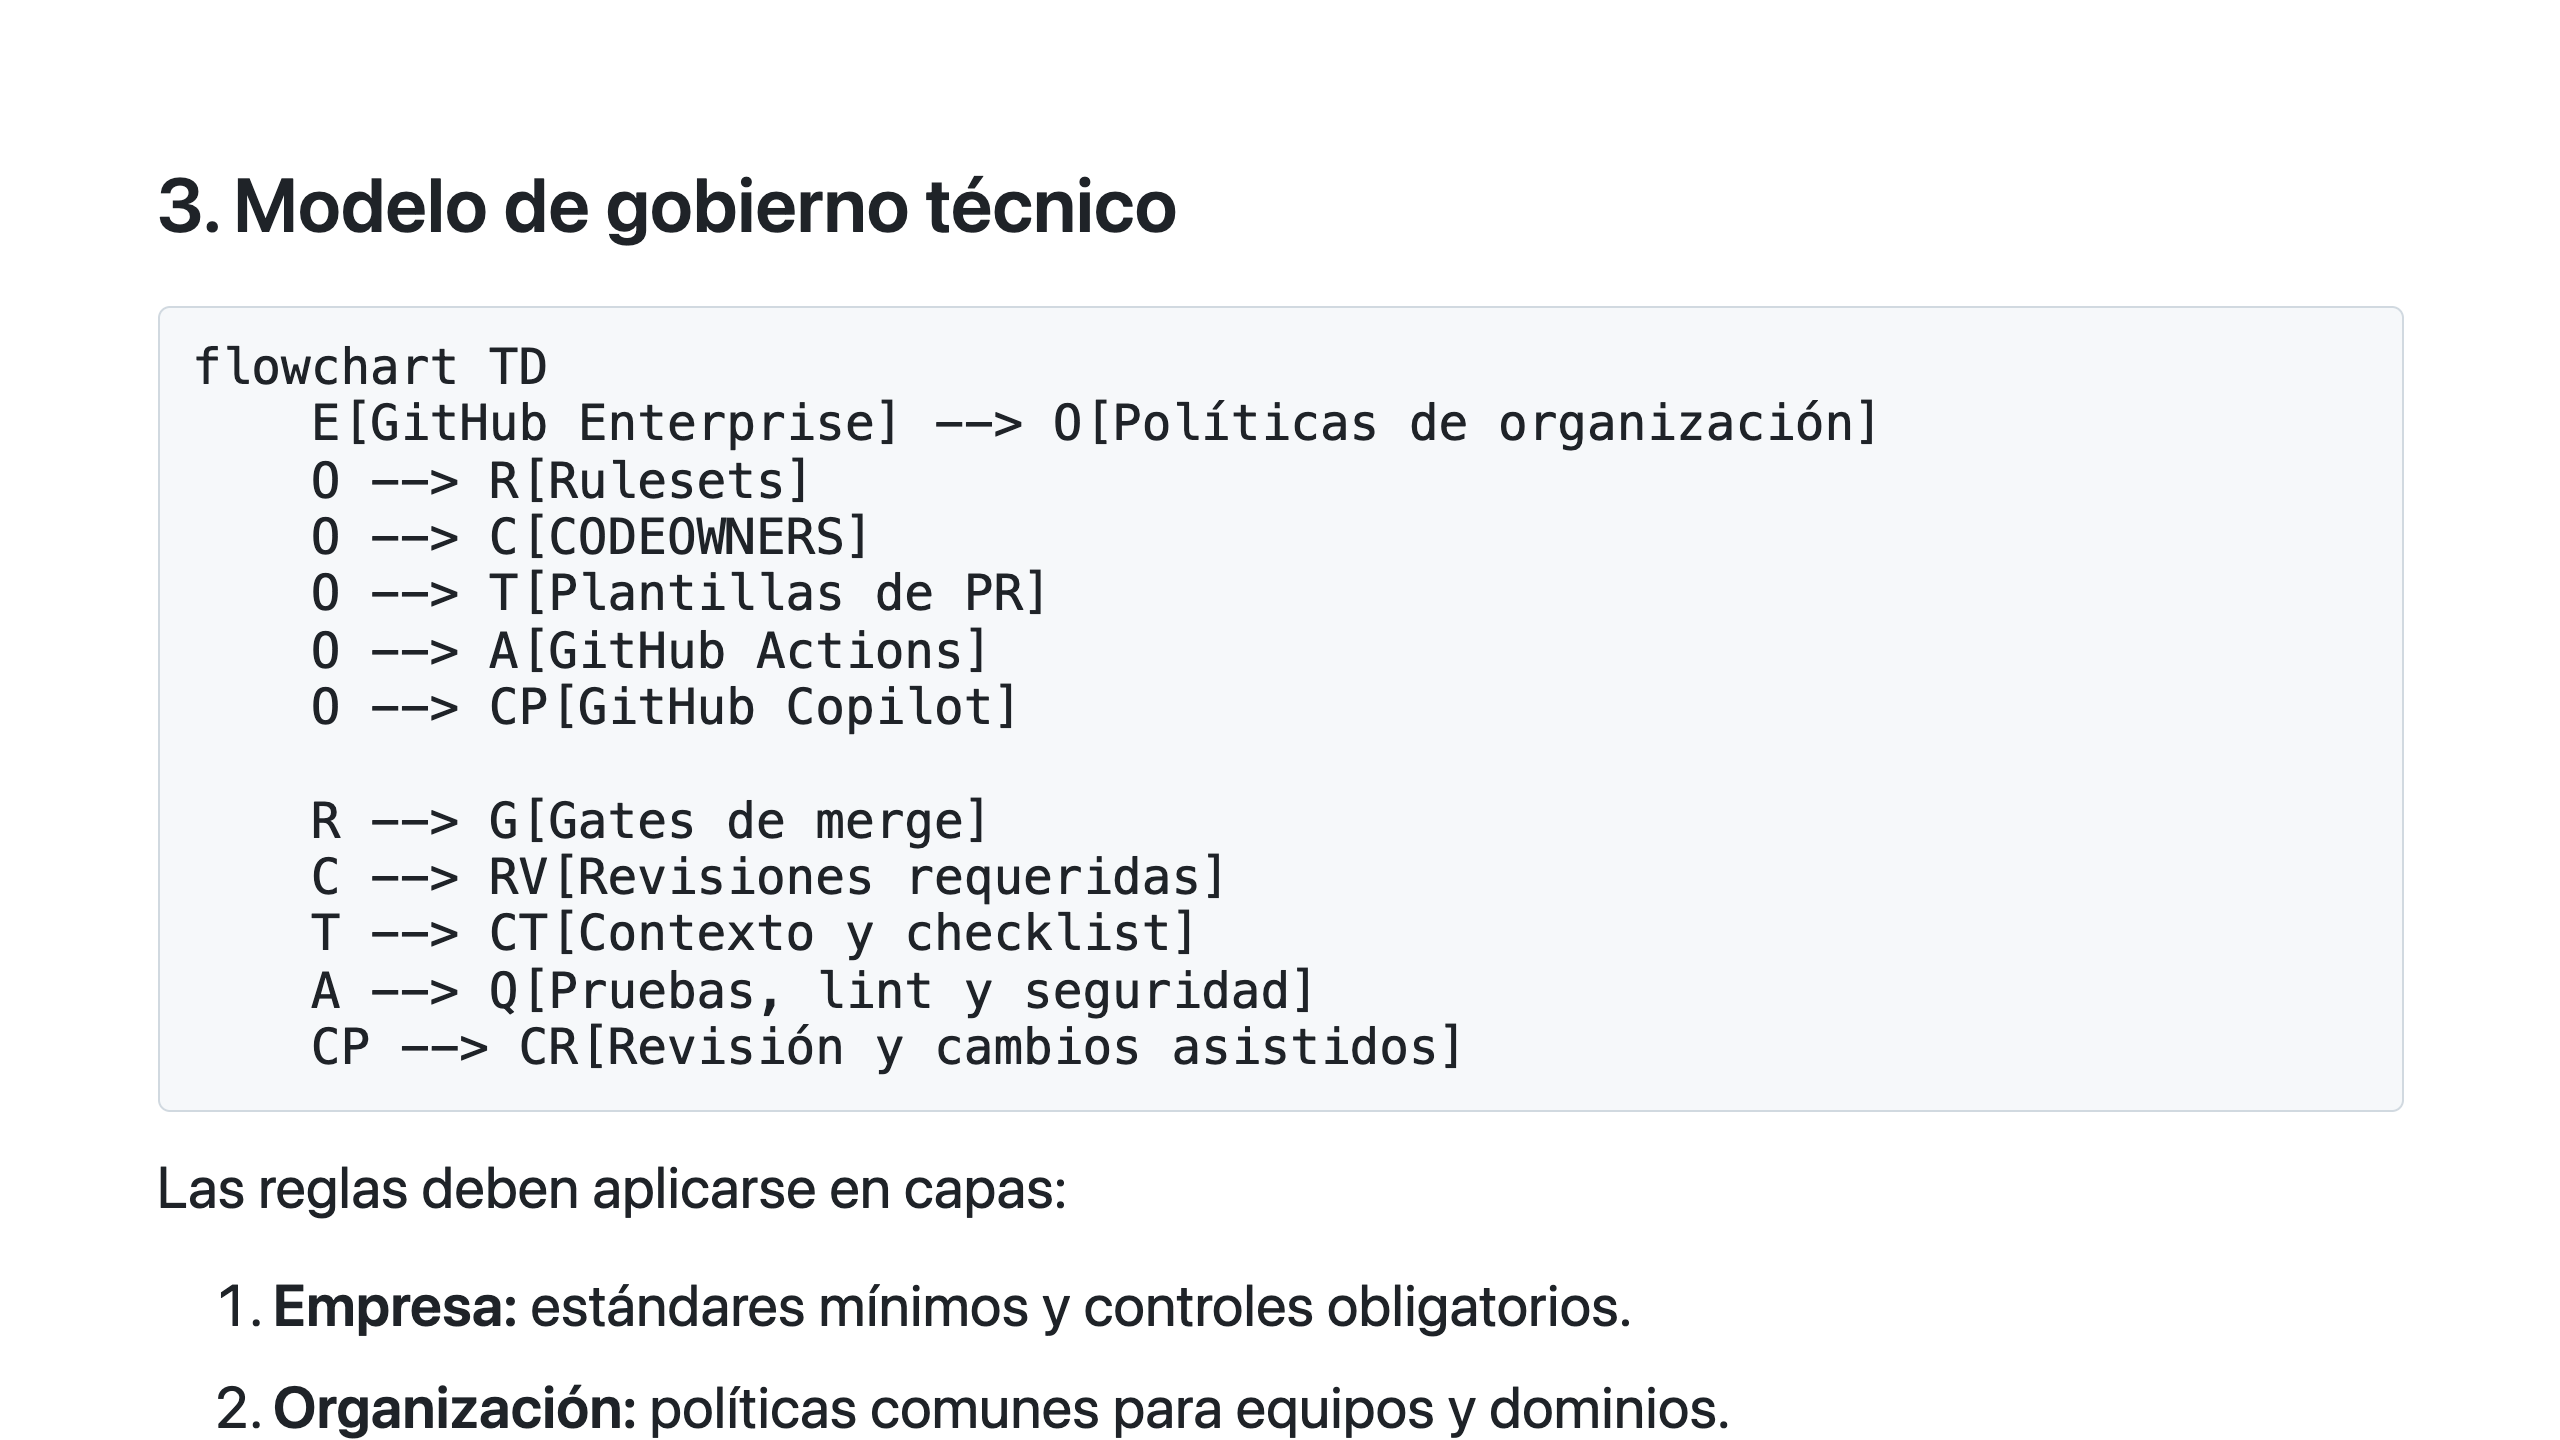 3. Modelo de gobierno técnico
flowchart TD
    E[GitHub Enterprise] --> O[Políticas de organización]
    O --> R[Rulesets]
    O --> C[CODEOWNERS]
    O --> T[Plantillas de PR]
    O --> A[GitHub Actions]
    O --> CP[GitHub Copilot]

    R --> G[Gates de merge]
    C --> RV[Revisiones requeridas]
    T --> CT[Contexto y checklist]
    A --> Q[Pruebas, lint y seguridad]
    CP --> CR[Revisión y cambios asistidos]
Las reglas deben aplicarse en capas:
1. Empresa: estándares mínimos y controles obligatorios.
2. Organización: políticas comunes para equipos y dominios.